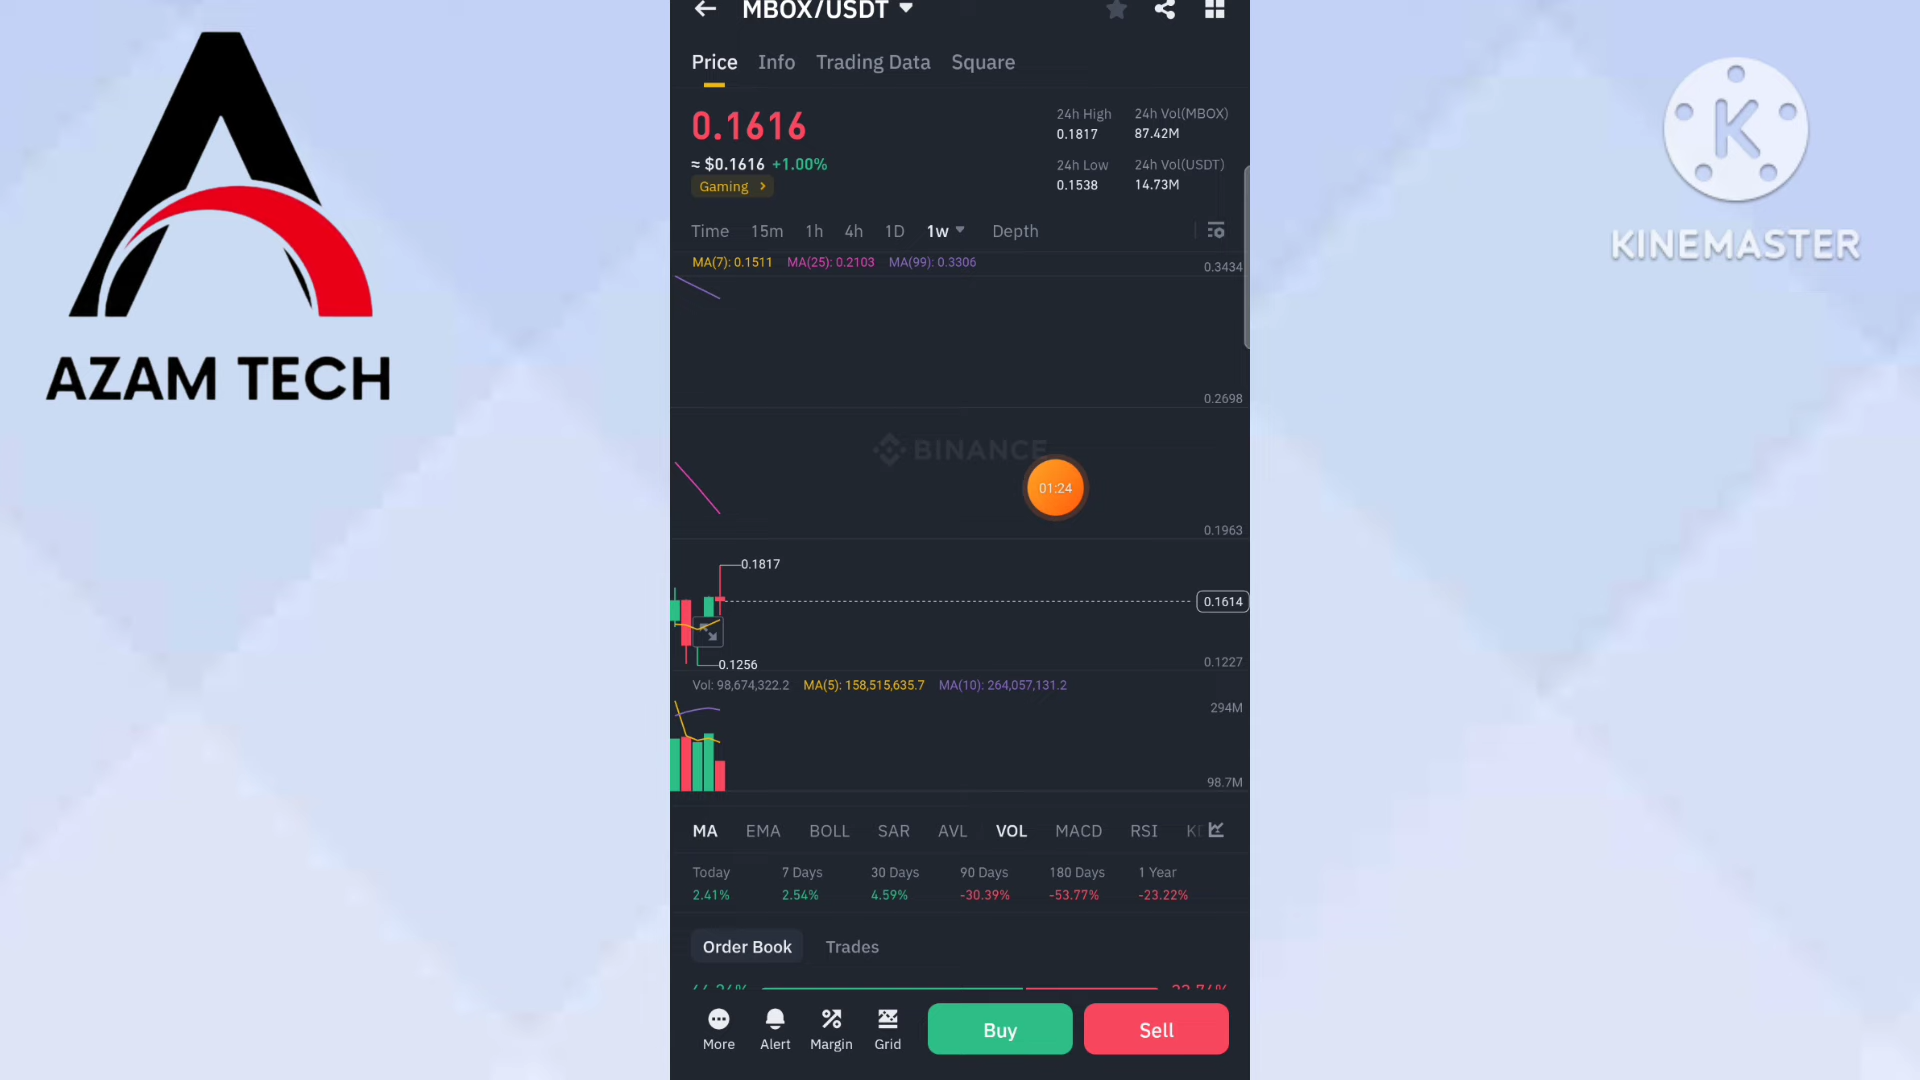 MBOX/USDT
Price Info Trading Data Square
0.1616
≈ $0.1616 +1.00%
Gaming >
24h High 24h Vol(MBOX)
0.1817 87.42M
24h Low 24h Vol(USDT)
0.1538 14.73M
Time 15m 1h 4h 1D 1w Depth
MA(7): 0.1511 MA(25): 0.2103 MA(99): 0.3306
0.3434
0.2698
BINANCE
01:24
0.1963
0.1817
0.1614
0.1256
0.1227
Vol: 98,674,322.2 MA(5): 158,515,635.7 MA(10): 264,057,131.2
294M
98.7M
MA EMA BOLL SAR AVL VOL MACD RSI
Today 7 Days 30 Days 90 Days 180 Days 1 Year
2.41% 2.54% 4.59% -30.39% -53.77% -23.22%
Order Book Trades
More Alert Margin Grid Buy Sell
AZAM TECH
K
KINEMASTER